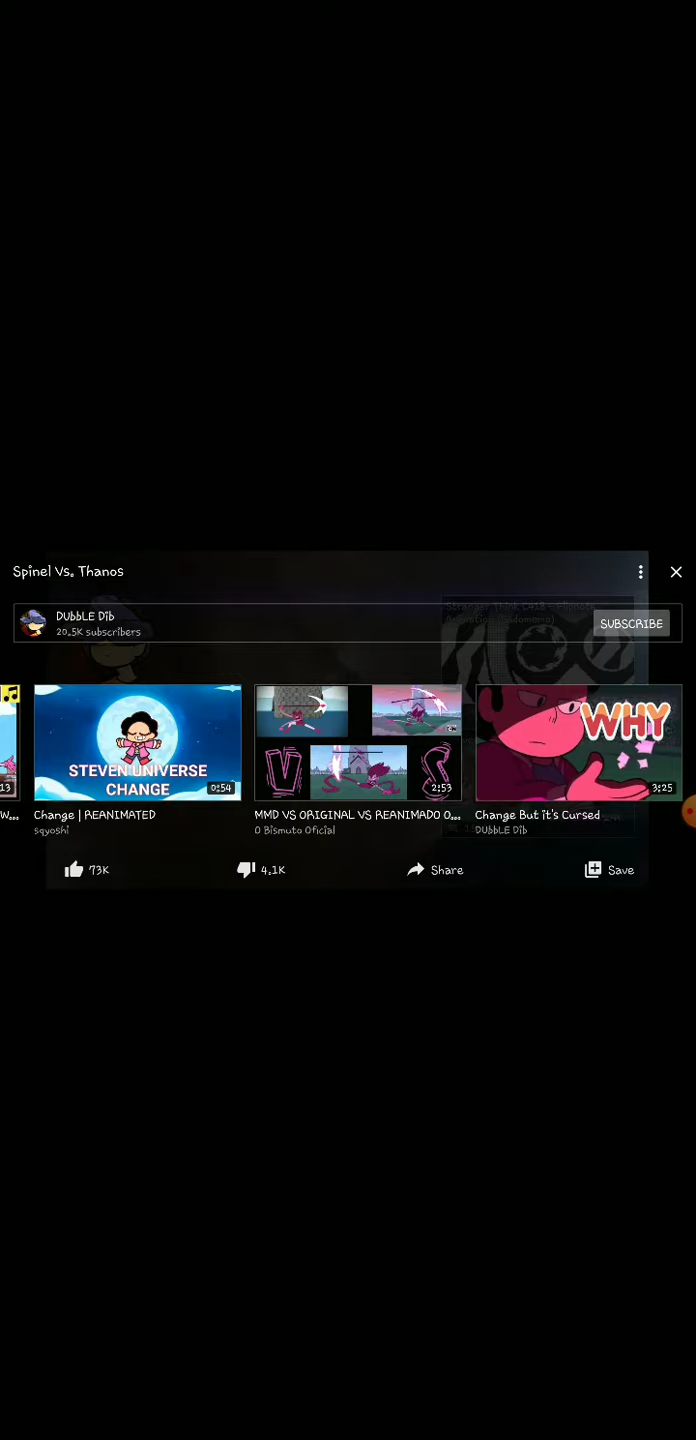 Spinel Vs. Thanos
DUbbLE Dib
20.5K subscribers
SUBSCRIBE
13
STEVEN UNIVERSE
CHANGE
0:54
V S
2:53
WHY
3:25
W...
Change | REANIMATED
sqyoshi
MMD VS ORIGINAL VS REANIMADO O...
O Bismuto Oficial
Change But it's Cursed
DUbbLE Dib
73K
4.1K
Share
Save